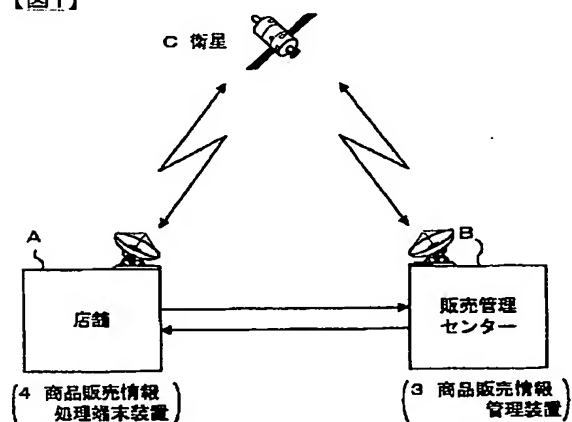 【図1】
C 衛星
A
B
店舗
販売管理
センター
(4 商品販売情報
処理端末装置)
(3 商品販売情報
管理装置)